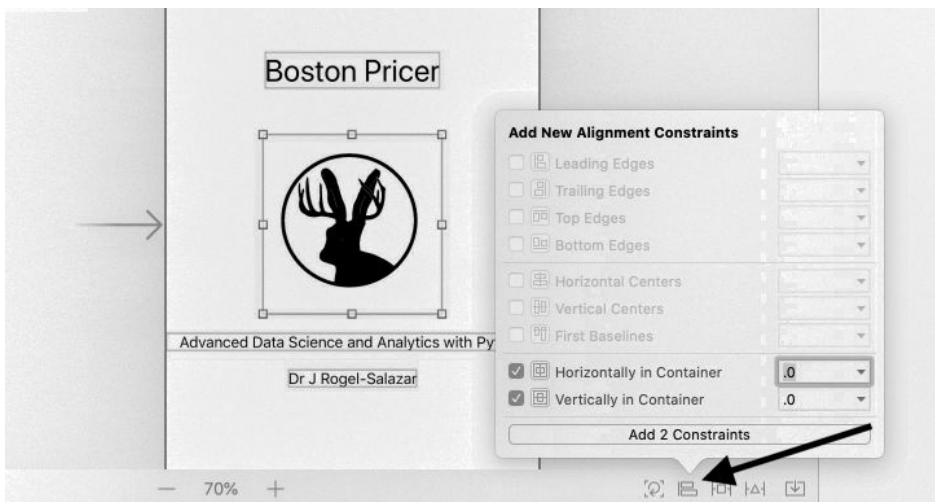 Boston Pricer
Add New Alignment Constraints
Leading Edges
Trailing Edges
Top Edges
Bottom Edges
Horizontal Centers
Vertical Centers
First Baselines
Advanced Data Science and Analytics with Py
Dr J Rogel-Salazar
Horizontally in Container .0
Vertically in Container .0
Add 2 Constraints
70%